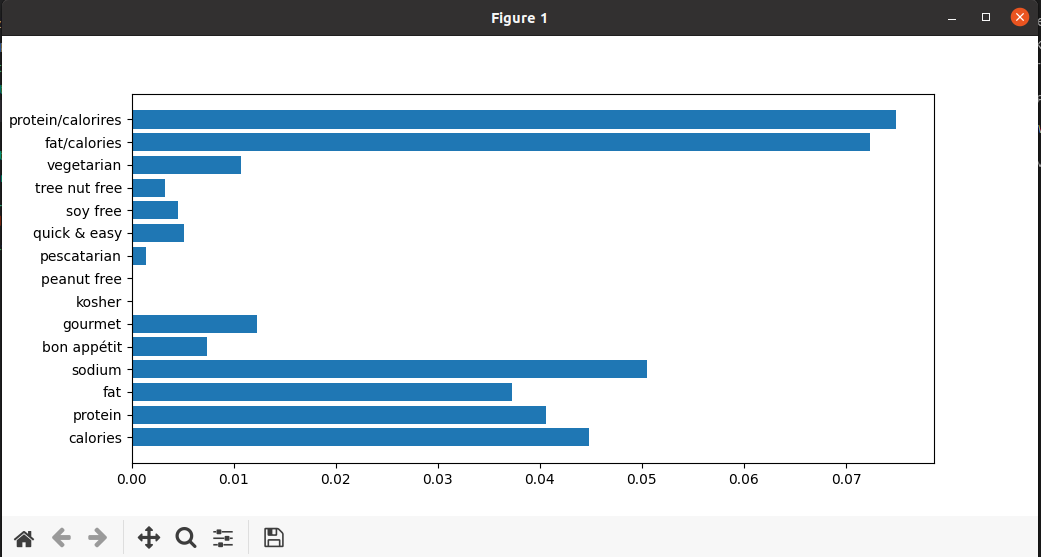 Figure 1
protein/calorires
fat/calories
vegetarian
tree nut free
soy free
quick & easy
pescatarian
peanut free
kosher
gourmet
bon appétit
sodium
fat
protein
calories
0.00 0.01 0.02 0.03 0.04 0.05 0.06 0.07